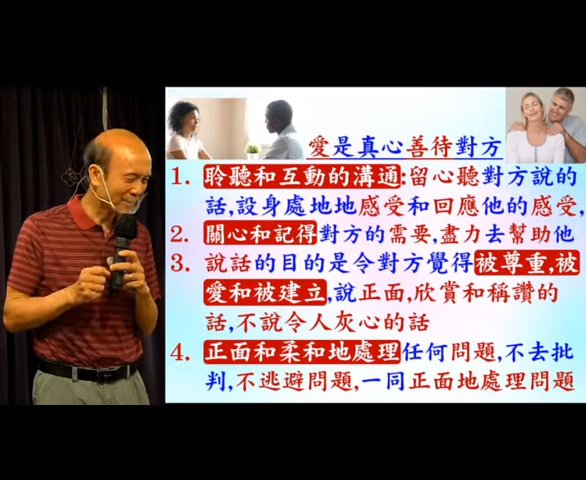 愛是真心善待對方
1. 聆聽和互動的溝通:留心聽對方說的
話,設身處地地感受和回應他的感受,
2. 關心和記得對方的需要,盡力去幫助他
3. 說話的目的是令對方覺得被尊重,被
愛和被建立,說正面,欣賞和稱讚的
話,不說令人灰心的話
4. 正面和柔和地處理任何問題,不去批
判,不逃避問題,一同正面地處理問題